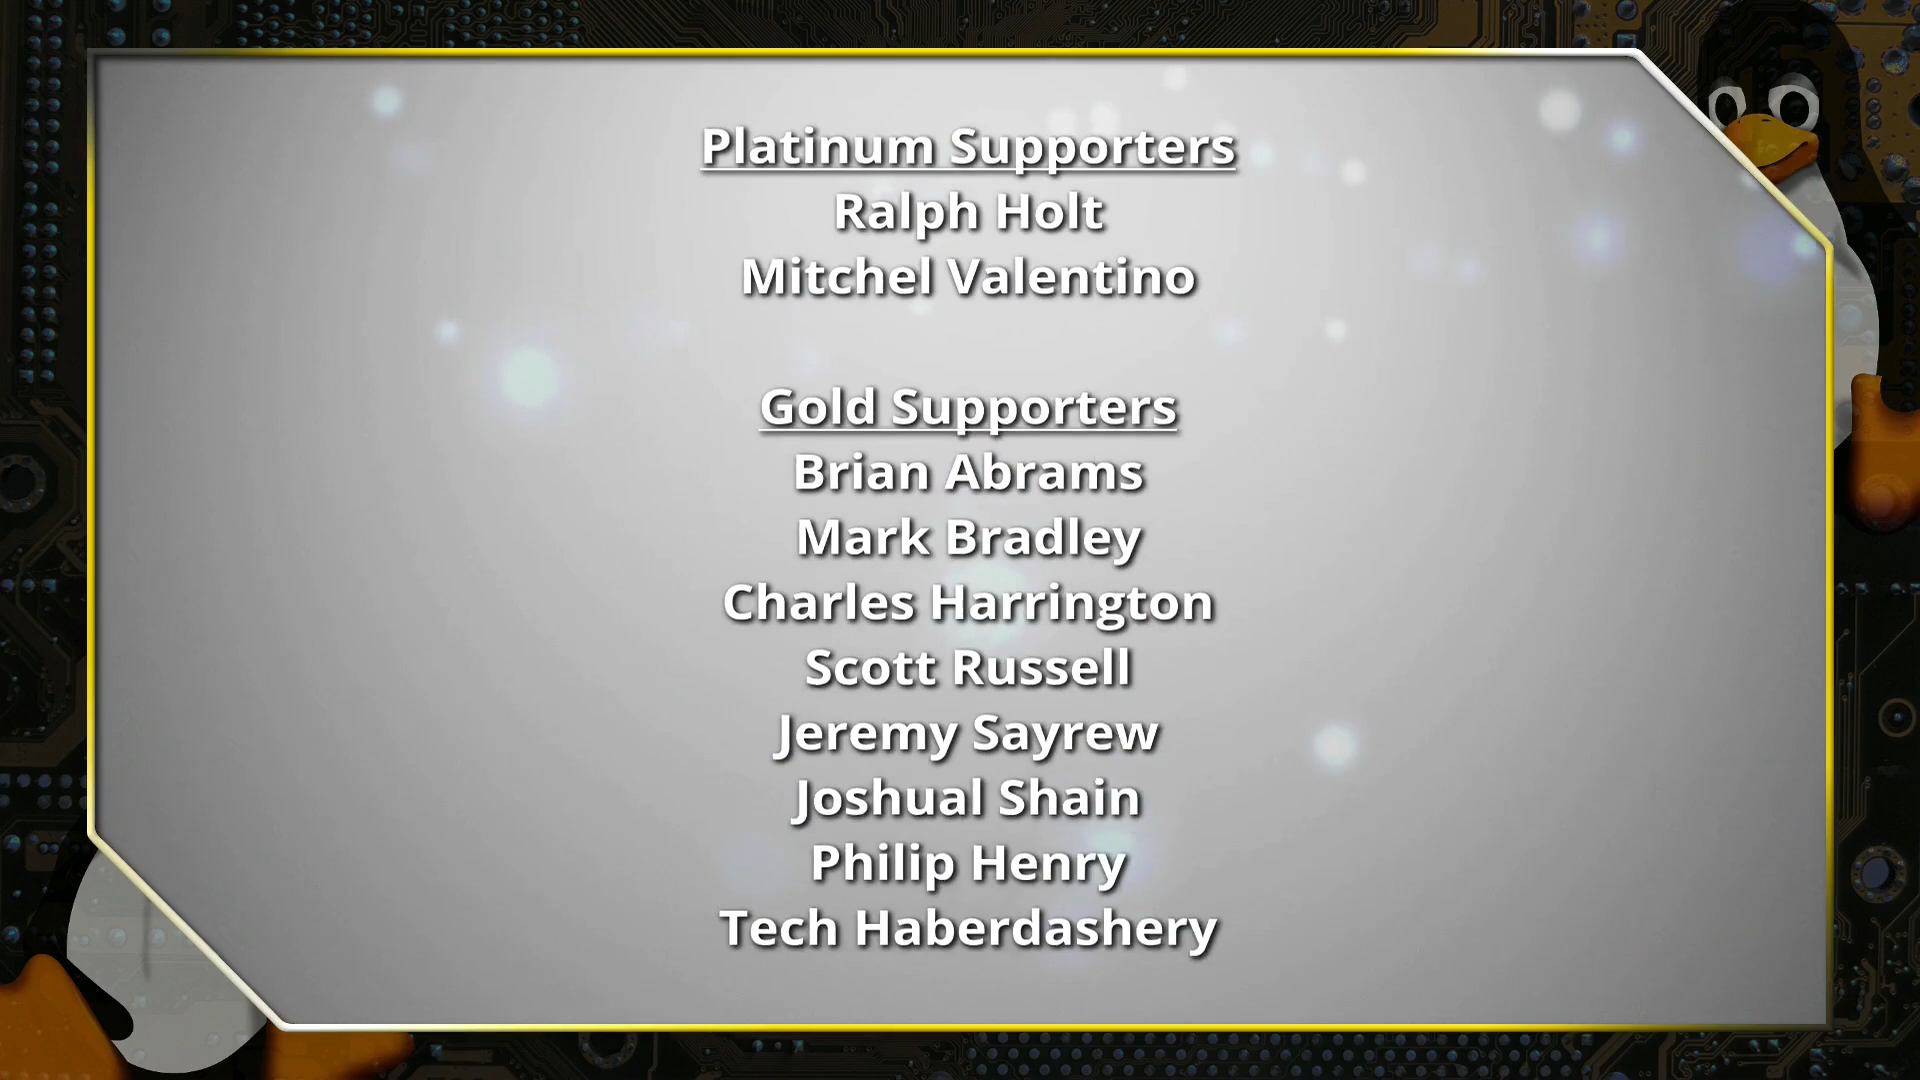 Platinum Supporters
Ralph Holt
Mitchel Valentino
Gold Supporters
Brian Abrams
Mark Bradley
Charles Harrington
Scott Russell
Jeremy Sayrew
Joshual Shain
Philip Henry
Tech Haberdashery